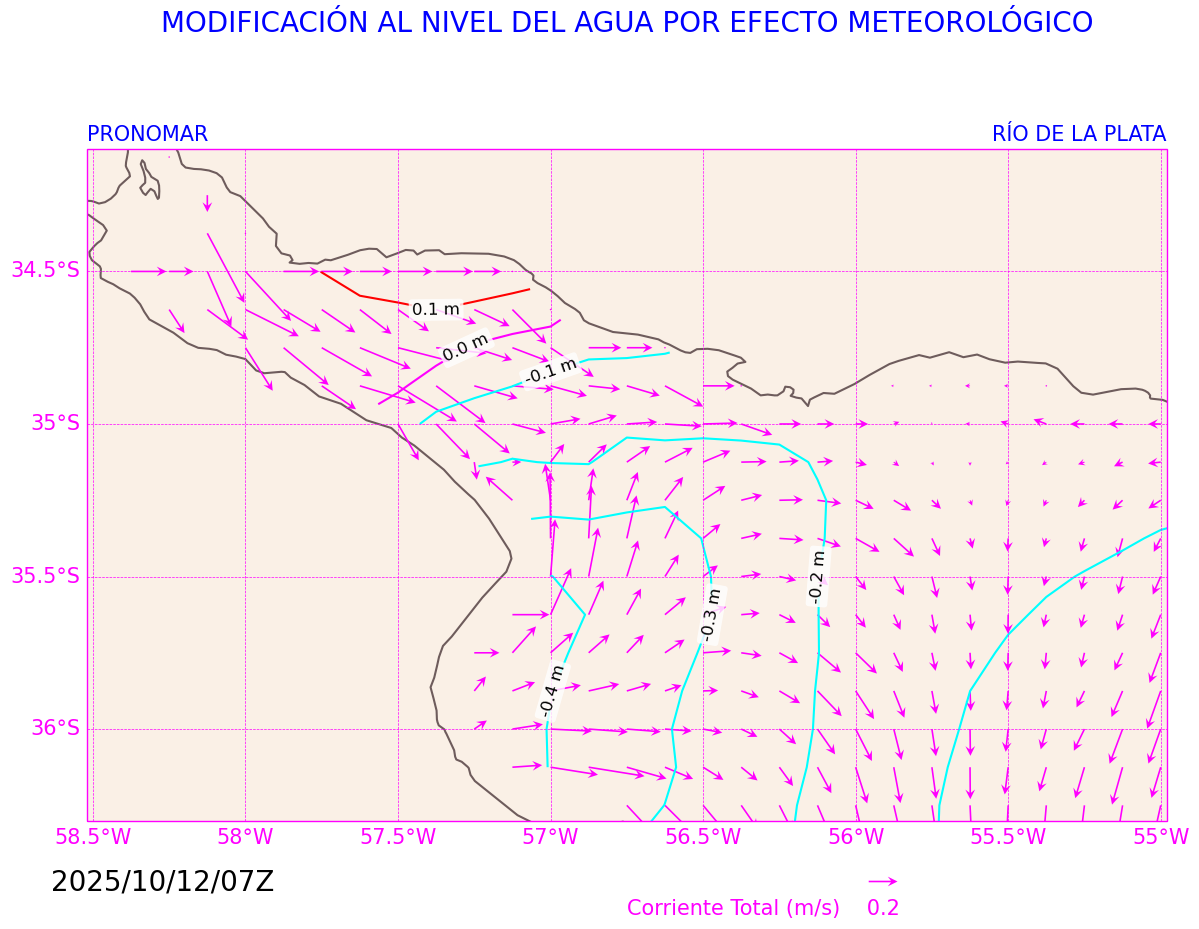 MODIFICACIÓN AL NIVEL DEL AGUA POR EFECTO METEOROLÓGICO
PRONOMAR
RÍO DE LA PLATA
34.5°S
35°S
35.5°S
36°S
0.1 m
0.0 m
-0.1 m
-0.2 m
-0.3 m
-0.4 m
58.5°W 58°W 57.5°W 57°W 56.5°W 56°W 55.5°W 55°W
2025/10/12/07Z
Corriente Total (m/s) 0.2